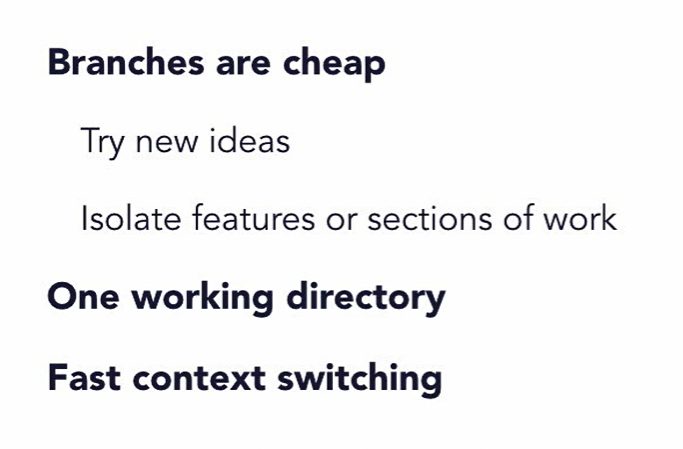 Branches are cheap
Try new ideas
Isolate features or sections of work
One working directory
Fast context switching